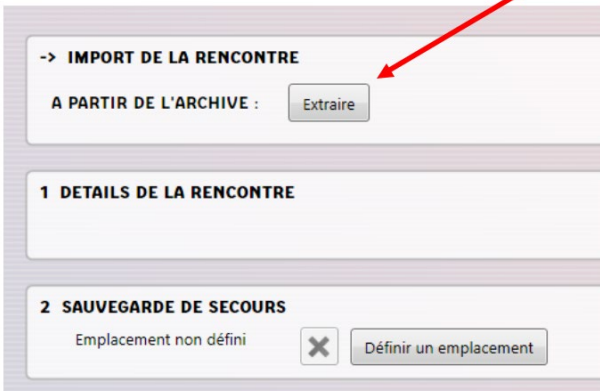 -> IMPORT DE LA RENCONTRE
A PARTIR DE L'ARCHIVE : Extraire
1 DETAILS DE LA RENCONTRE
2 SAUVEGARDE DE SECOURS
Emplacement non défini Définir un emplacement